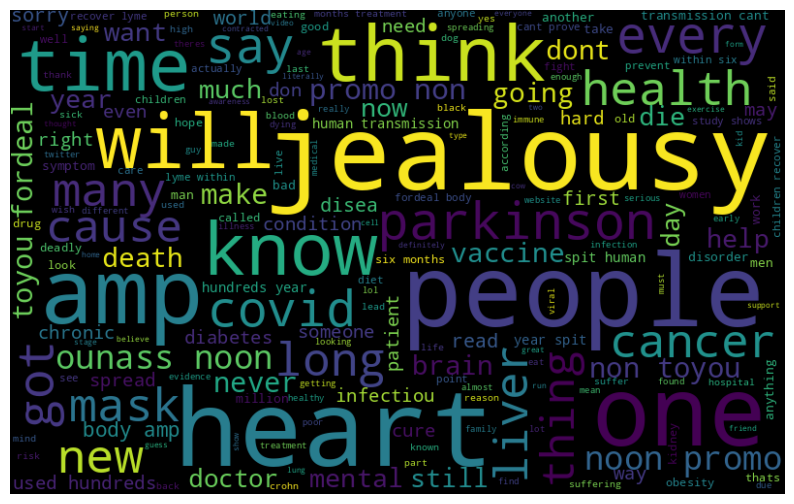 sorry recover lyme person video eating months treatment anyone another transmission cant
contracted saying start yes spreading good high dog cant prove everyone
time want world think need take within six every
well theres actually last dont prevent fight form
say much don promo non going health
year children thank age literally awareness lost really enough
even sick dying black now hard may said
right hope blood human transmission die study shows
will jealousy
twitter made guy type immune old two exercise
symptom medical according kid
toyou fordeal care lyme within live
many make man bad disea fordeal body first women work
wish different used called website serious early
cause drug know condition parkinson day help children recover
deadly death illness cell cow infection men
look home definitely vaccine disorder
amp hundreds year six months spit human people
covid diet lol lead must viral support
chronic believe looking someone read year spit
stage diabetes patient life great cancer
got ounass noon long point eat
see never brain liver non toyou
evidence getting almost run suffer found hospital anything
mask spread million reason mean
healthy infectiou thing one
mind body amp poor heart family lot kidney friend
risk cure known
new guess treatment doctor show mental lung part still find suffering way noon promo
used hundreds back crohn obesity thats due